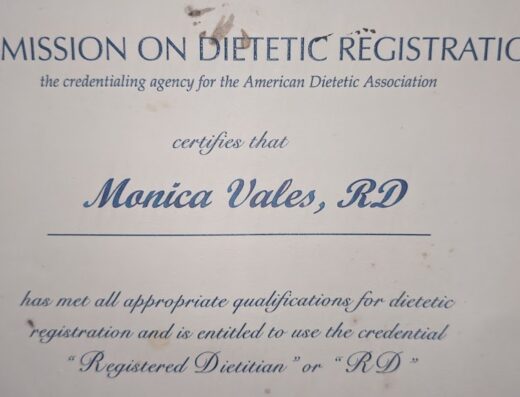 MISSION ON DIETETIC REGISTRATIO
the credentialing agency for the American Dietetic Association
certifies that
Monica Vales, RD
has met all appropriate qualifications for dietetic
registration and is entitled to use the credential
"Registered Dietitian" or "RD"